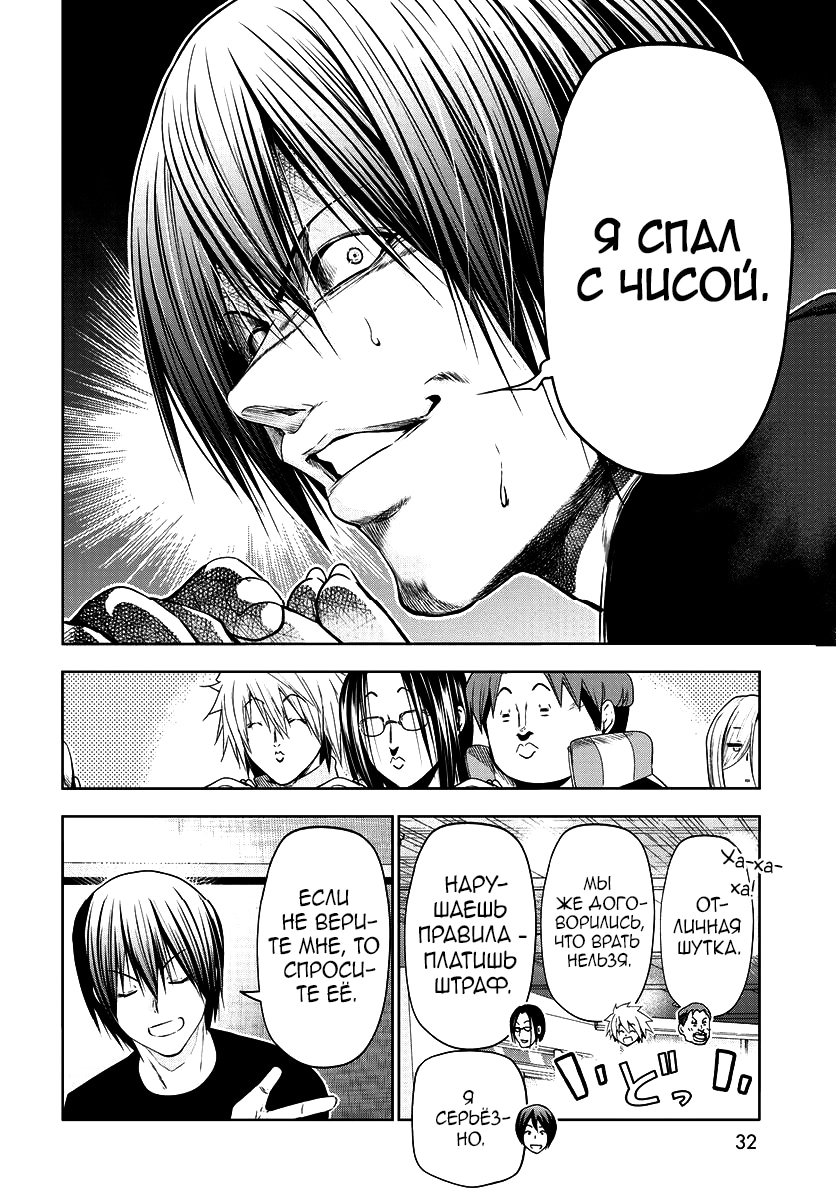 Я СПАЛ
С ЧИСОЙ.
Ха-ха-
ха!
ОТ-
ЛИЧНАЯ
ШУТКА.
МЫ
ЖЕ ДОГ-
ВОРИЛИСЬ,
ЧТО ВРАТЬ
НЕЛЬЗЯ.
НАРУ-
ШАЕШЬ
ПРАВИЛА -
ПЛАТИШЬ
ШТРАФ.
Я
СЕРЬЁЗ-
НО.
ЕСЛИ
НЕ ВЕРИ-
ТЕ МНЕ, ТО
СПРОСИ-
ТЕ ЕЁ.
どっ
32